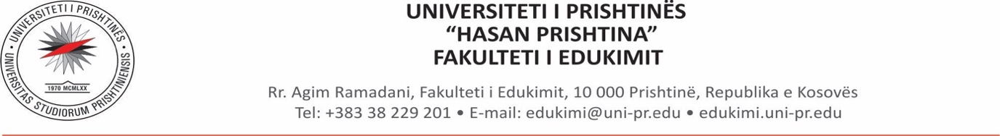 UNIVERSITETI I PRISHTINËS
“HASAN PRISHTINA”
FAKULTETI I EDUKIMIT
Rr. Agim Ramadani, Fakulteti i Edukimit, 10 000 Prishtinë, Republika e Kosovës
Tel: +383 38 229 201 • E-mail: edukimi@uni-pr.edu • edukimi.uni-pr.edu
• UNIVERSITETI I PRISHTINËS •
UNIVERSITAS STUDIORUM PRISHTINIENSIS
1970 MCMLXX